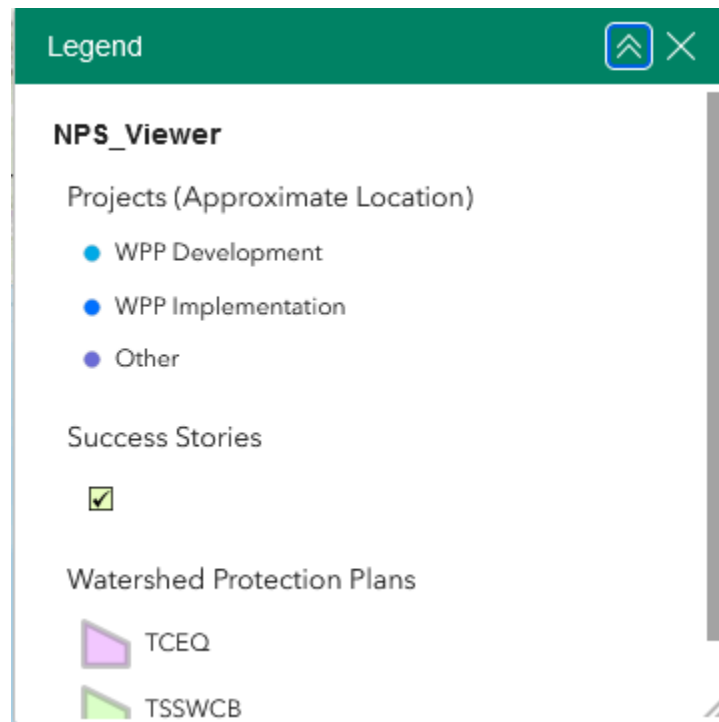 Legend
NPS_Viewer
Projects (Approximate Location)
WPP Development
WPP Implementation
Other
Success Stories
Watershed Protection Plans
TCEQ
TSSWCB